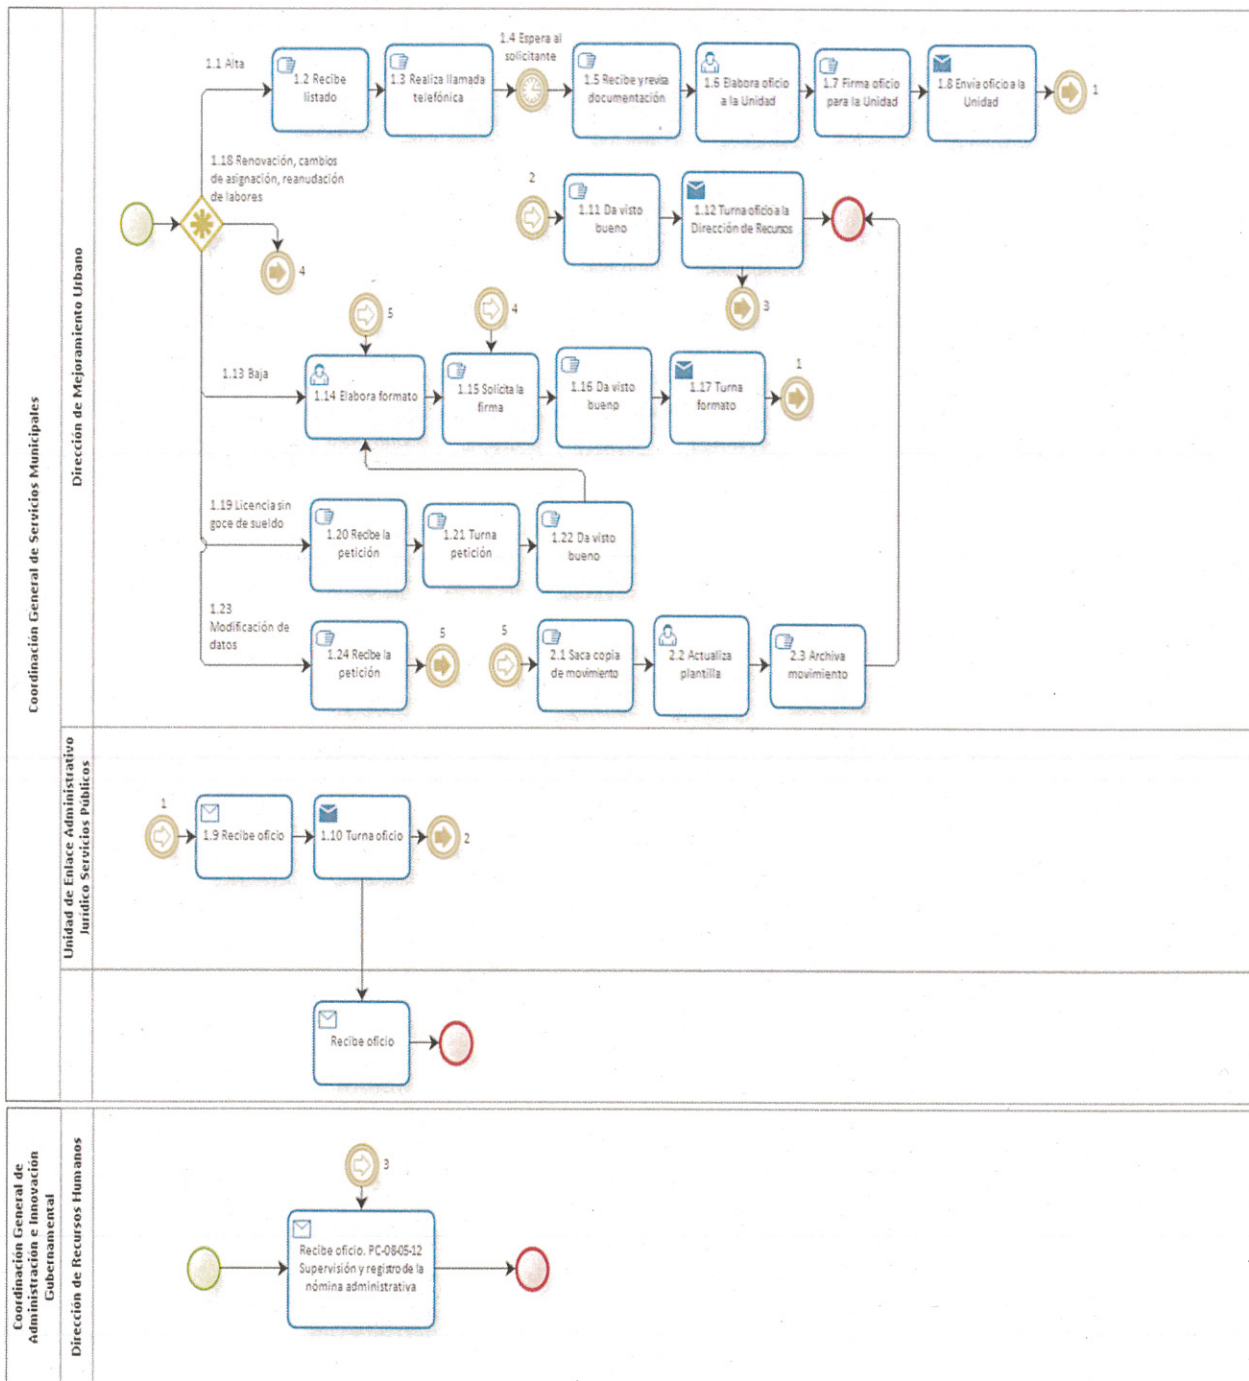 Coordinación General de Servicios Municipales
Dirección de Mejoramiento Urbano
1.1 Alta
1.2 Recibe
listado
1.3 Realiza llamada
telefónica
1.4 Espera al
solicitante
1.5 Recibe y revisa
documentación
1.6 Elabora oficio
a la Unidad
1.7 Firma oficio
para la Unidad
1.8 Envía oficio a la
Unidad
1
1.18 Renovación, cambios
de asignación, reanudación
de labores
4
2
1.11 Da visto
bueno
1.12 Turna oficio a la
Dirección de Recursos
3
5
4
1.13 Baja
1.14 Elabora formato
1.15 Solicita la
firma
1.16 Da visto
bueno
1.17 Turna
formato
1
1.19 Licencia sin
goce de sueldo
1.20 Recibe la
petición
1.21 Turna
petición
1.22 Da visto
bueno
1.23
Modificación de
datos
1.24 Recibe la
petición
5
5
2.1 Saca copia
de movimiento
2.2 Actualiza
plantilla
2.3 Archiva
movimiento
Unidad de Enlace Administrativo
Jurídico Servicios Públicos
1
1.9 Recibe oficio
1.10 Turna oficio
2
Recibe oficio
Coordinación General de
Administración e Innovación
Gubernamental
Dirección de Recursos Humanos
3
Recibe oficio. PC-08-05-12
Supervisión y registro de la
nómina administrativa